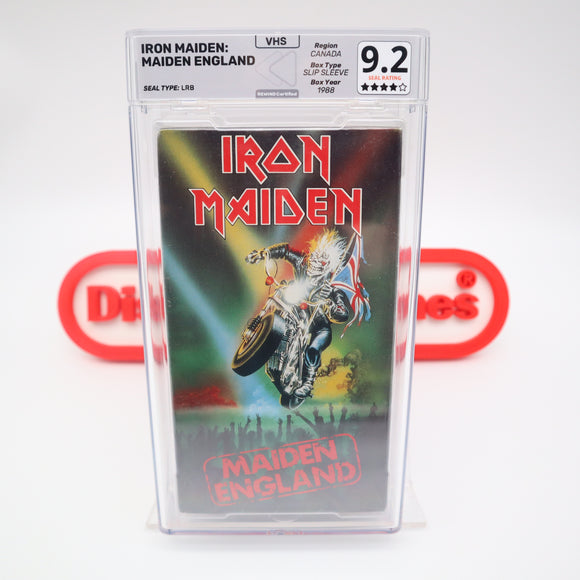 VHS
IRON MAIDEN:
MAIDEN ENGLAND
SEAL TYPE: LRB
REWIND Certified
Region
CANADA
Box Type
SLIP SLEEVE
Box Year
1988
9.2
SEAL RATING
★★★★☆
IRON
MAIDEN
MAIDEN
ENGLAND
®